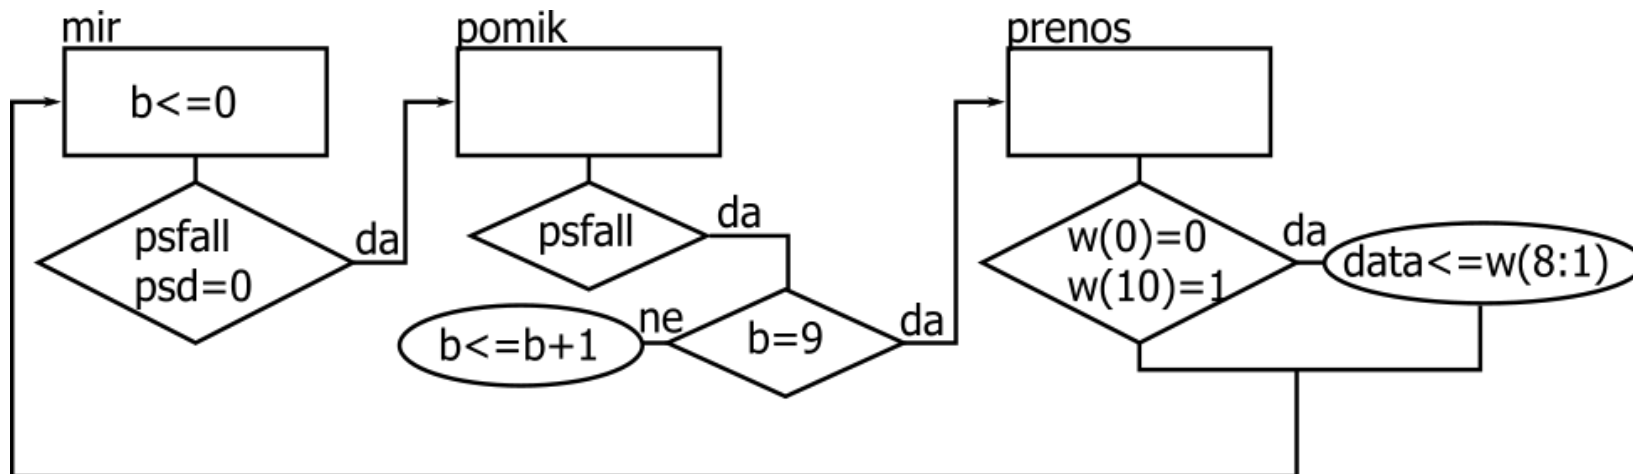 mir
b<=0
psfall
psd=0
da
pomik
psfall
da
b=9
ne
b<=b+1
da
prenos
w(0)=0
w(10)=1
da
data<=w(8:1)